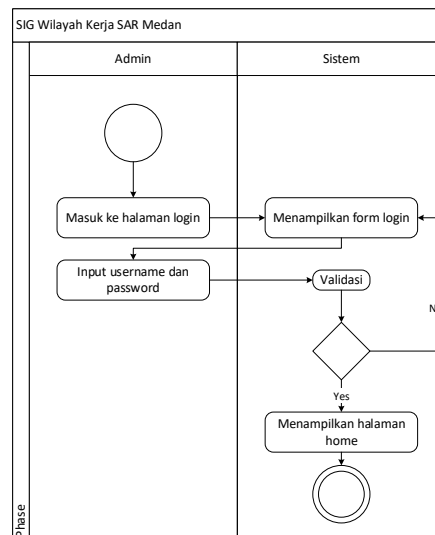 SIG Wilayah Kerja SAR Medan
Admin
Sistem
Masuk ke halaman login
Menampilkan form login
Input username dan
password
Validasi
N
Yes
Menampilkan halaman
home
Phase